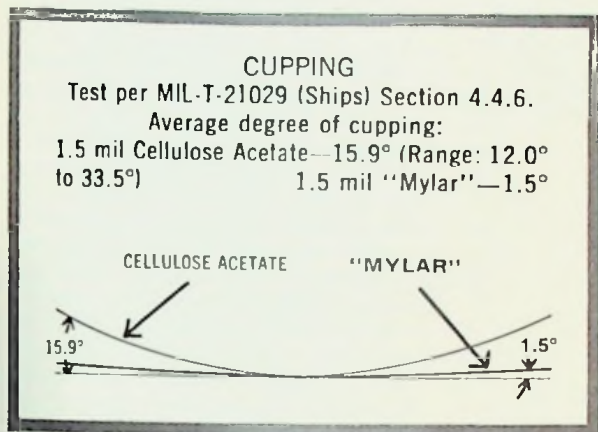 CUPPING
Test per MIL-T-21029 (Ships) Section 4.4.6.
Average degree of cupping:
1.5 mil Cellulose Acetate—15.9° (Range: 12.0°
to 33.5°) 1.5 mil "Mylar"—1.5°
CELLULOSE ACETATE "MYLAR"
15.9° 1.5°